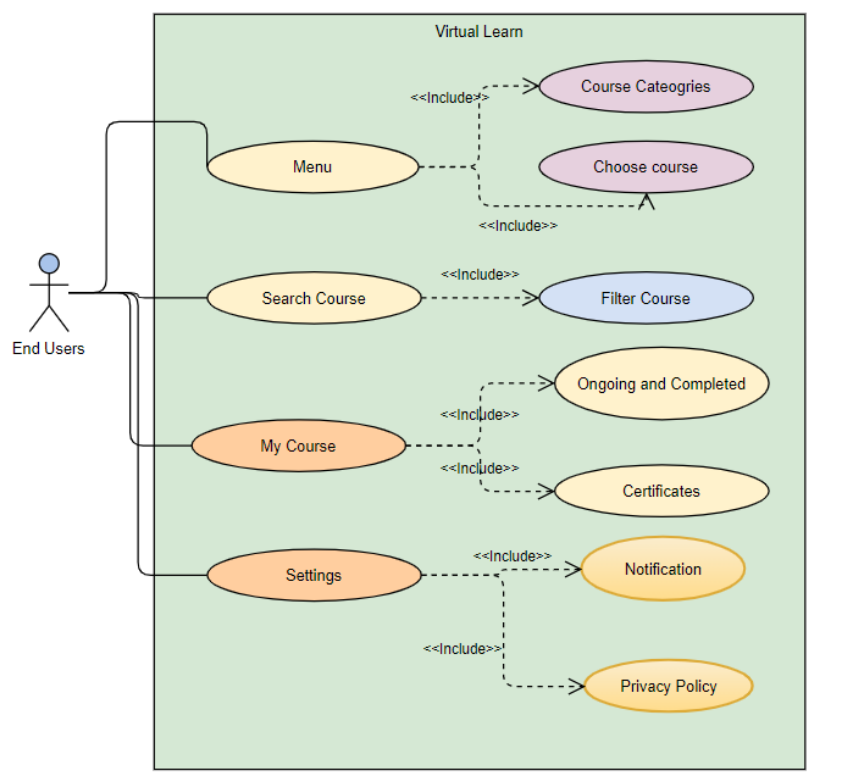 Virtual Learn
Course Cateogries
<<Include>>
Menu
Choose course
<<Include>>
<<Include>>
Search Course
Filter Course
End Users
Ongoing and Completed
<<Include>>
My Course
<<Include>>
Certificates
<<Include>>
Notification
Settings
<<Include>>
Privacy Policy